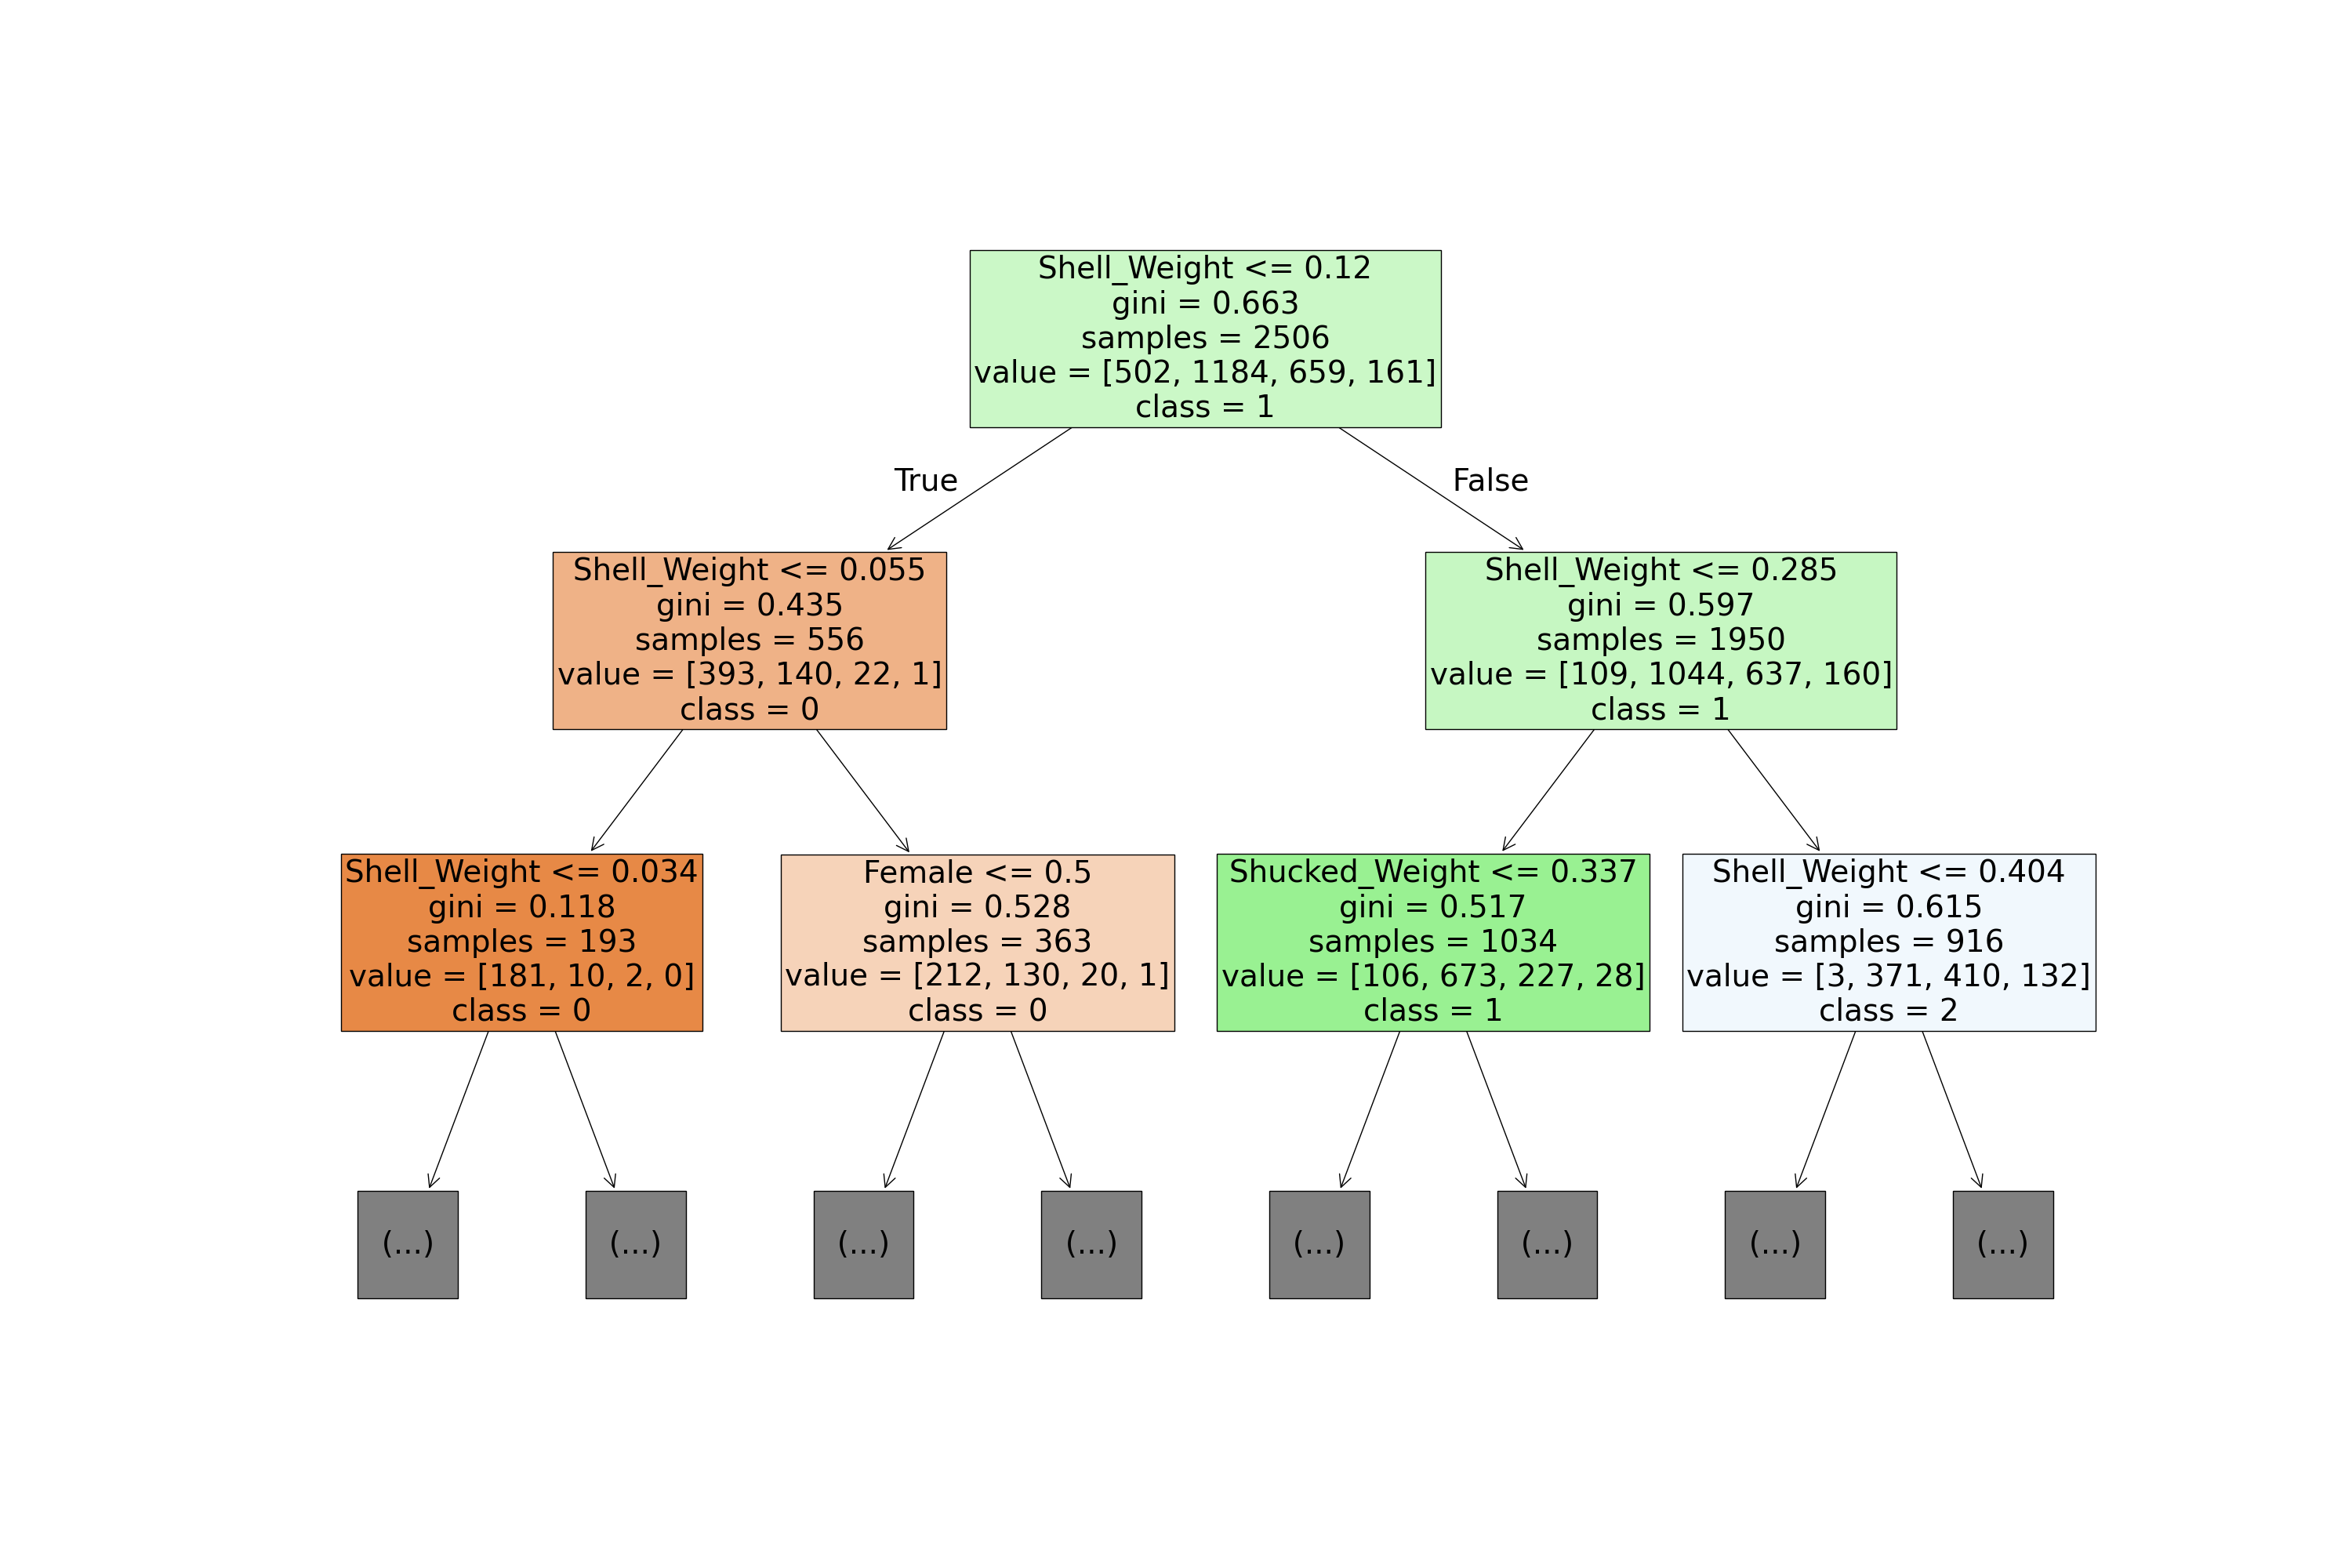 Shell_Weight <= 0.12
gini = 0.663
samples = 2506
value = [502, 1184, 659, 161]
class = 1
True
False
Shell_Weight <= 0.055
gini = 0.435
samples = 556
value = [393, 140, 22, 1]
class = 0
Shell_Weight <= 0.285
gini = 0.597
samples = 1950
value = [109, 1044, 637, 160]
class = 1
Shell_Weight <= 0.034
gini = 0.118
samples = 193
value = [181, 10, 2, 0]
class = 0
Female <= 0.5
gini = 0.528
samples = 363
value = [212, 130, 20, 1]
class = 0
Shucked_Weight <= 0.337
gini = 0.517
samples = 1034
value = [106, 673, 227, 28]
class = 1
Shell_Weight <= 0.404
gini = 0.615
samples = 916
value = [3, 371, 410, 132]
class = 2
(...)
(...)
(...)
(...)
(...)
(...)
(...)
(...)